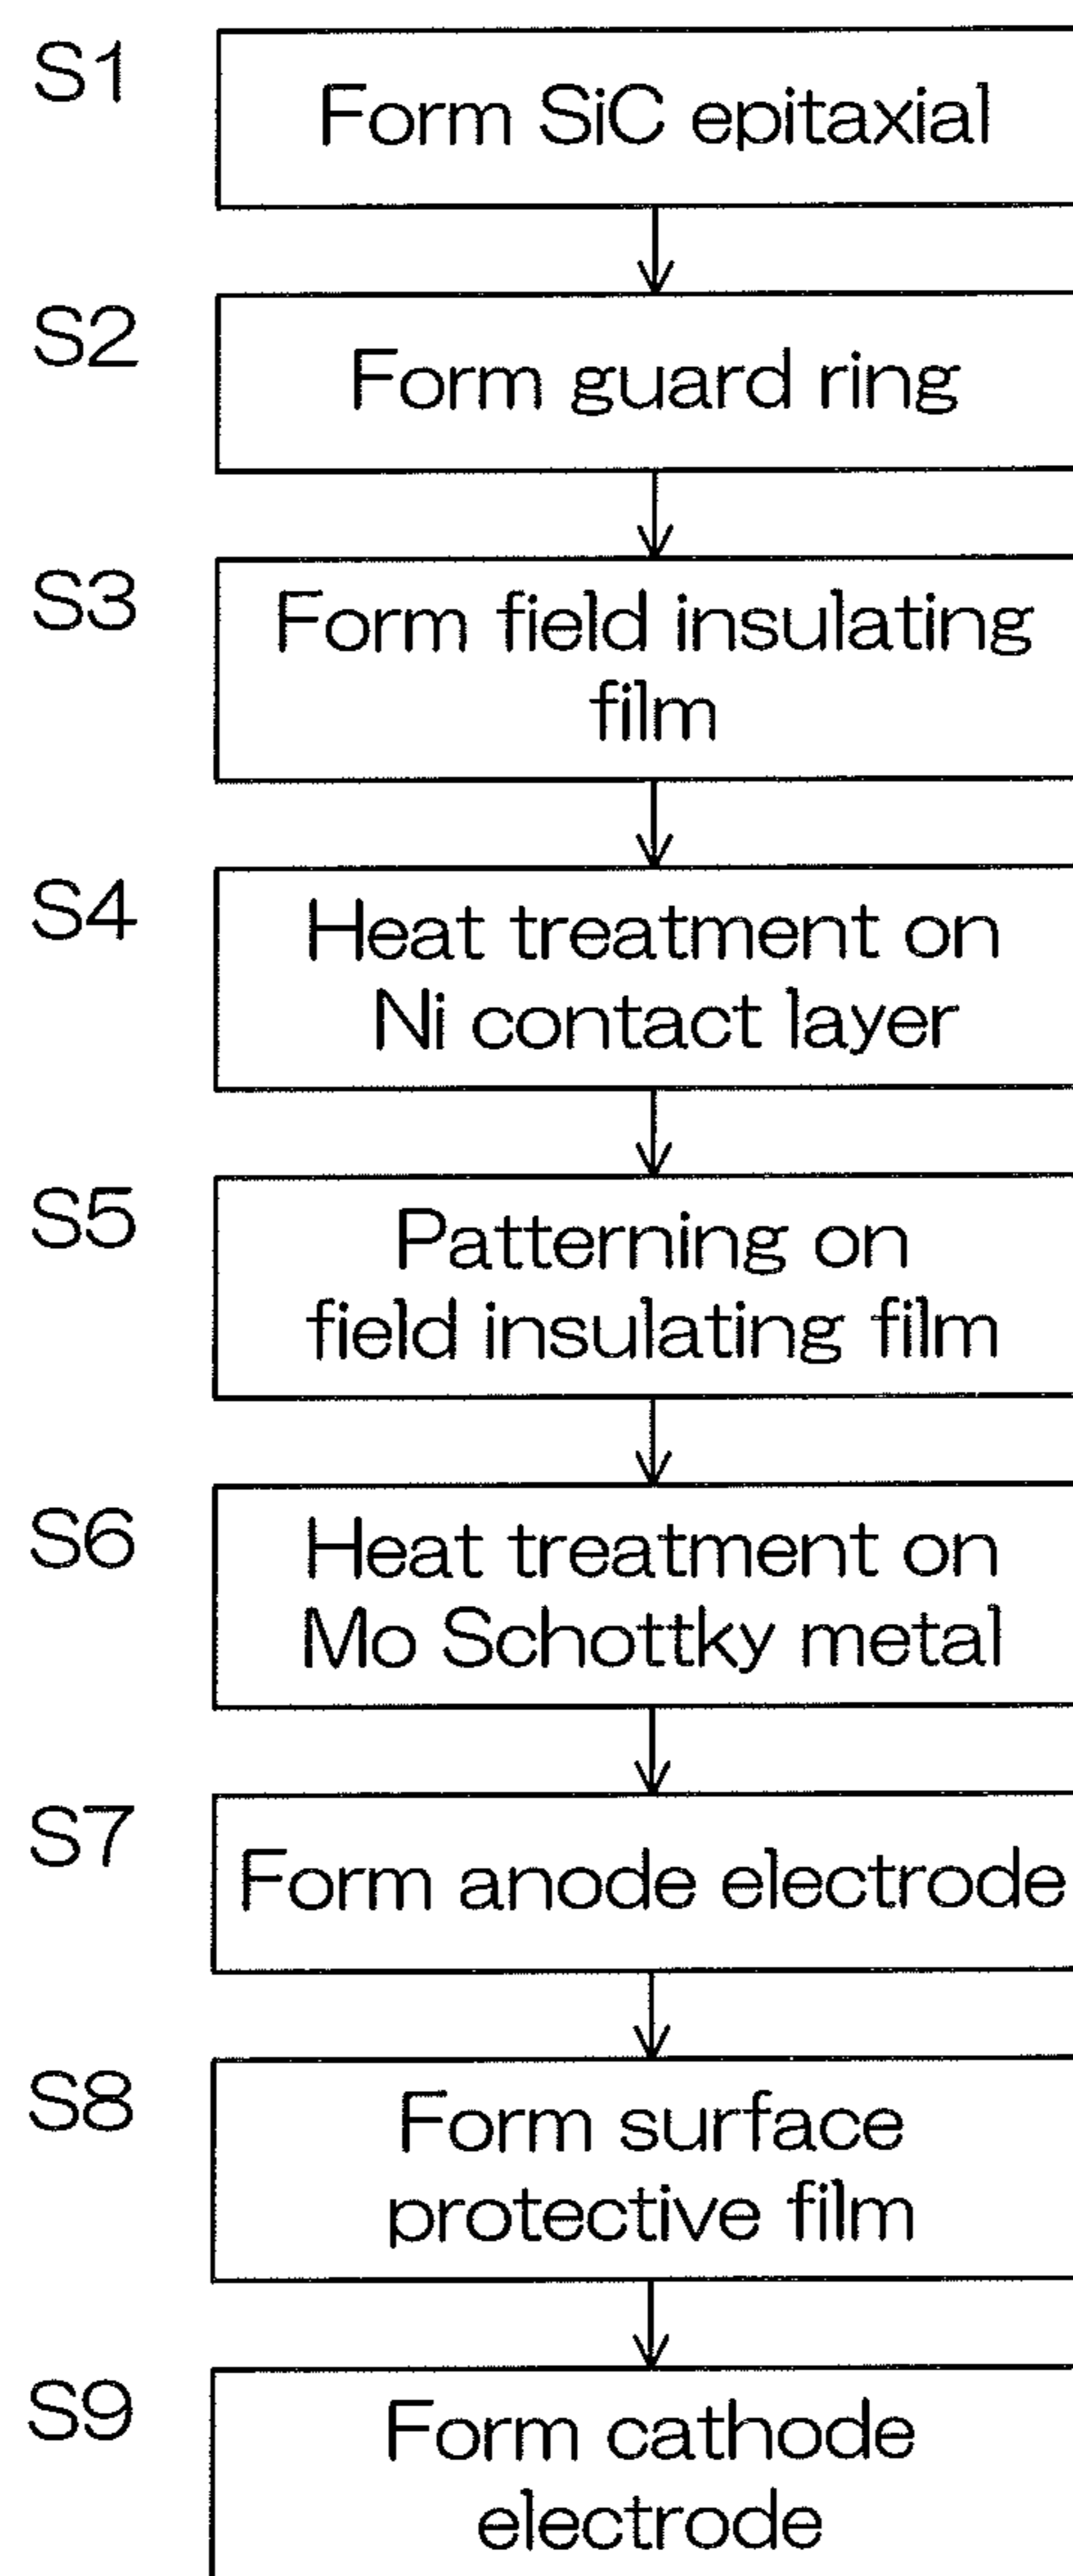 S1
Form SiC epitaxial
S2
Form guard ring
S3
Form field insulating
film
S4
Heat treatment on
Ni contact layer
S5
Patterning on
field insulating film
S6
Heat treatment on
Mo Schottky metal
S7
Form anode electrode
S8
Form surface
protective film
S9
Form cathode
electrode